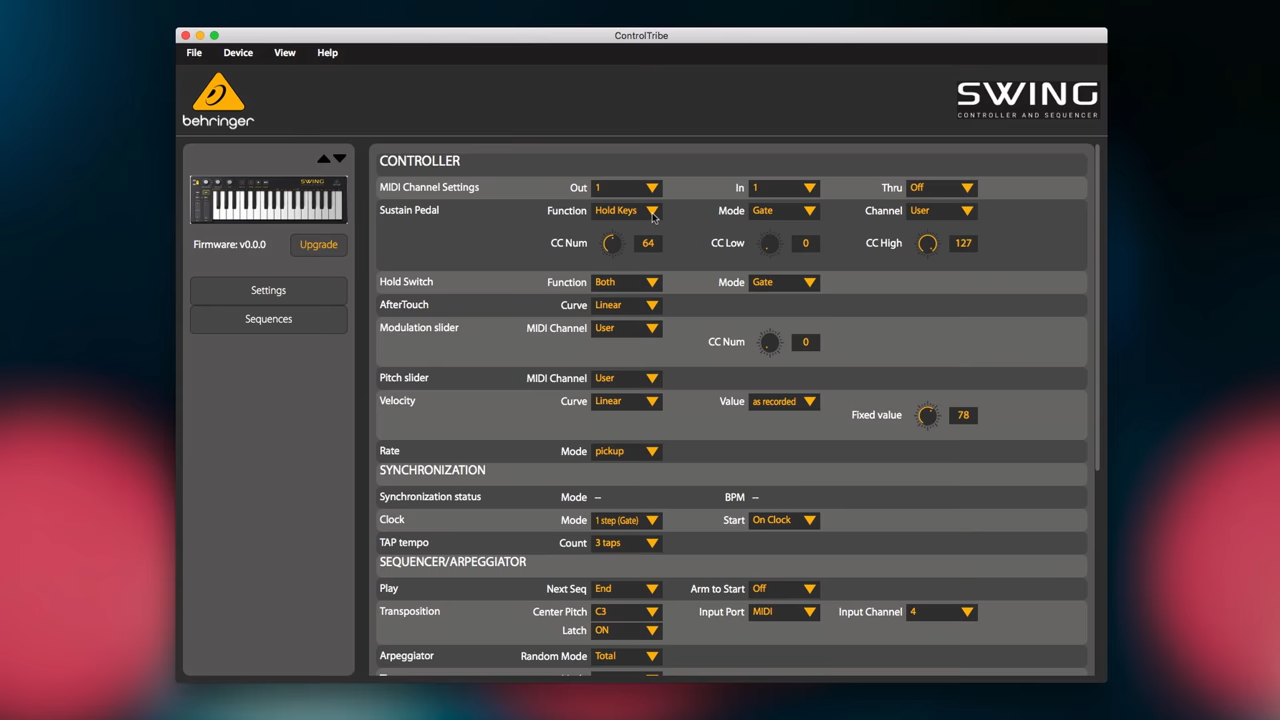 ControlTribe
File Device View Help
behringer
SWING
CONTROLLER AND SEQUENCER
SWING
Firmware: v0.0.0 Upgrade
Settings
Sequences
CONTROLLER
MIDI Channel Settings Out 1 In 1 Thru Off
Sustain Pedal Function Hold Keys Mode Gate Channel User
CC Num 64 CC Low 0 CC High 127
Hold Switch Function Both Mode Gate
AfterTouch Curve Linear
Modulation slider MIDI Channel User
CC Num 0
Pitch slider MIDI Channel User
Velocity Curve Linear Value as recorded
Fixed value 78
Rate Mode pickup
SYNCHRONIZATION
Synchronization status Mode -- BPM --
Clock Mode 1 step (Gate) Start On Clock
TAP tempo Count 3 taps
SEQUENCER/ARPEGGIATOR
Play Next Seq End Arm to Start Off
Transposition Center Pitch C3 Input Port MIDI Input Channel 4
Latch ON
Arpeggiator Random Mode Total